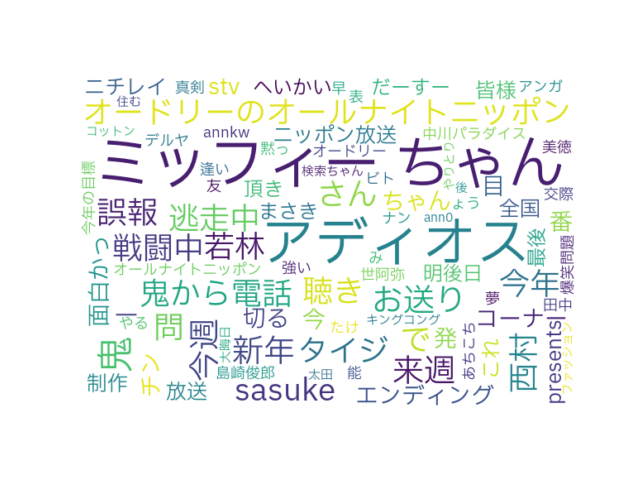 ニチレイ 真剣 stv へいかい 早 表 だーすー 皆様 アンガ
住む オードリーのオールナイトニッポン
コットン デルヤ annkw ニッポン放送 中川パラダイス
ミッフィー ちゃん
黙っ オードリー やりとり 美徳
逢い 検索ちゃん
今年の目標 友 頂き さん ビト ちゃん 後 目 交際
誤報 逃走中 まさき ナン ann0 ょう 全国 番
戦闘中 若林 アディオス 最後 爆笑問題
面白かっ オールナイトニッポン 強い み 世阿弥 明後日
鬼から電話 聴き お送り 今年 夢 田 日
ー やる 問 切る 今 たけ キングコング で 発 あちこち コーナー
鬼 チン 今週 大晦日 新年 タイジ 来週 これ 西村 presents ファッション
島崎俊郎 太田 能
制作 放送 sasuke エンディング